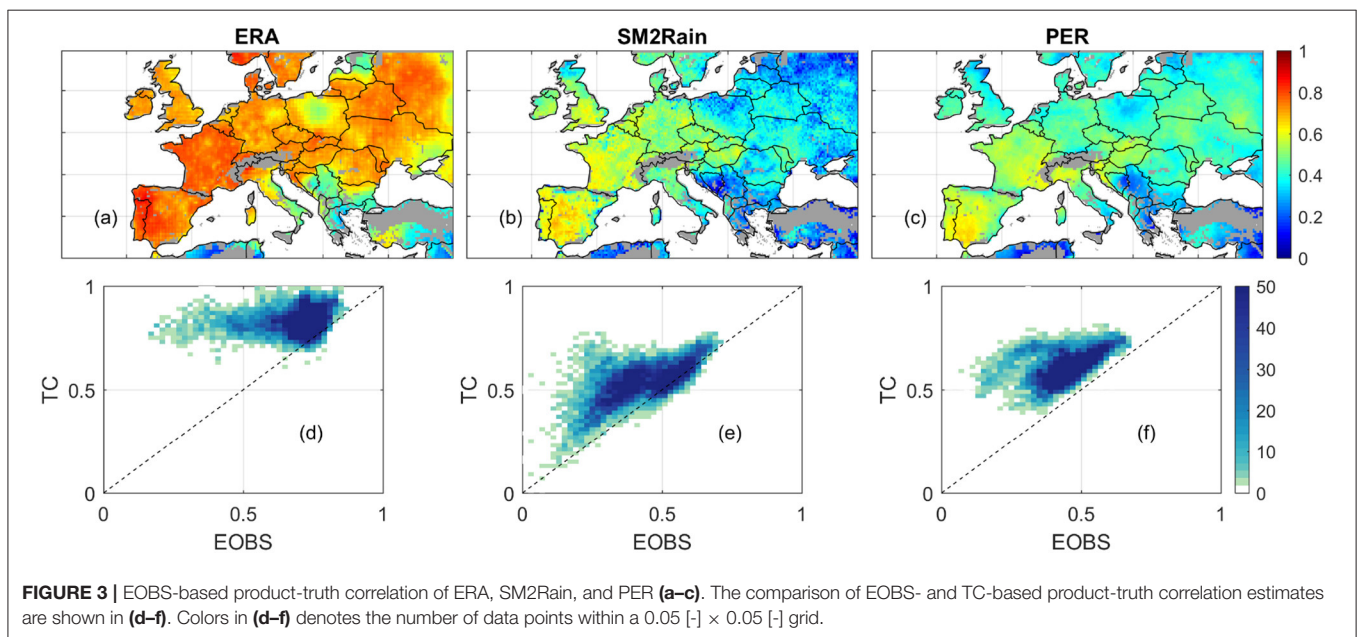 ERA SM2Rain PER
1
0.8
0.6
0.4
0.2
0
(a) (b) (c)
1
0.5
0
TC
0 0.5 1
EOBS
(d)
1
0.5
0
TC
0 0.5 1
EOBS
(e)
1
0.5
0
TC
0 0.5 1
EOBS
(f)
50
40
30
20
10
0
FIGURE 3 | EOBS-based product-truth correlation of ERA, SM2Rain, and PER (a–c). The comparison of EOBS- and TC-based product-truth correlation estimates
are shown in (d–f). Colors in (d–f) denotes the number of data points within a 0.05 [-] × 0.05 [-] grid.